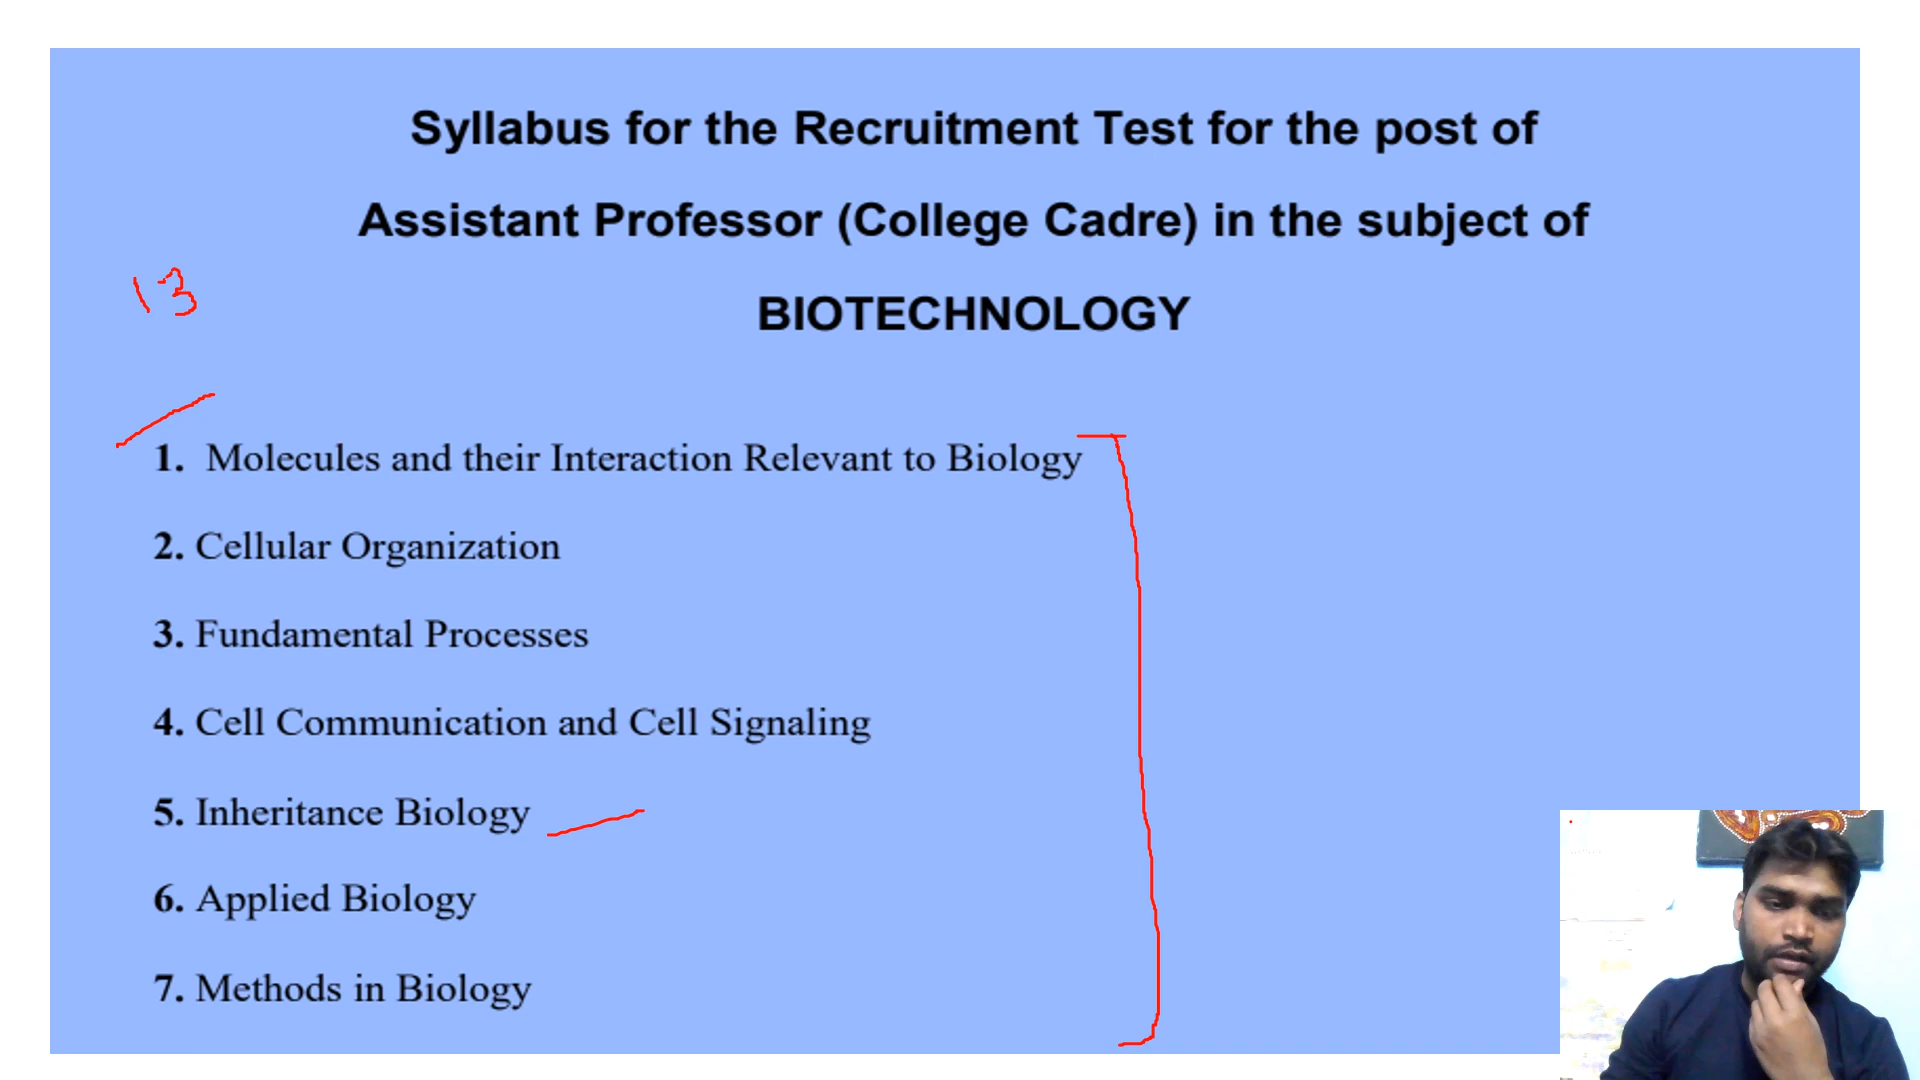 Syllabus for the Recruitment Test for the post of
Assistant Professor (College Cadre) in the subject of
13
BIOTECHNOLOGY
1. Molecules and their Interaction Relevant to Biology
2. Cellular Organization
3. Fundamental Processes
4. Cell Communication and Cell Signaling
5. Inheritance Biology
6. Applied Biology
7. Methods in Biology